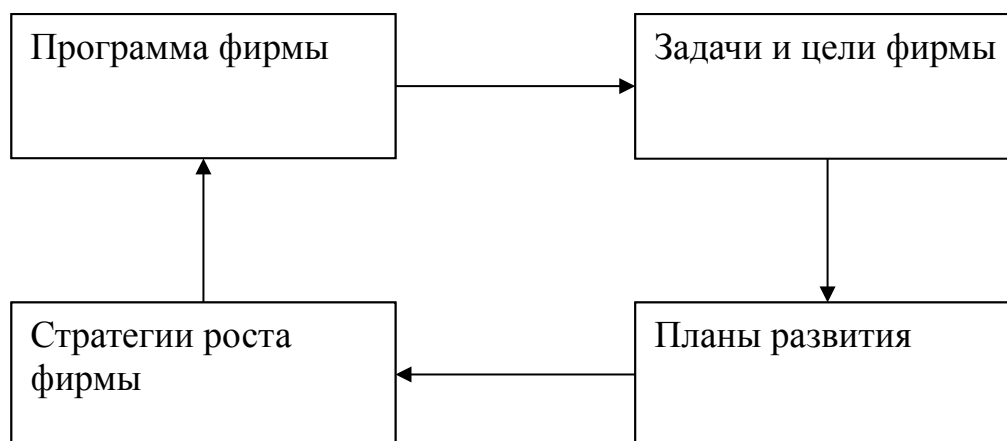 Программа фирмы
Задачи и цели фирмы
Стратегии роста
фирмы
Планы развития